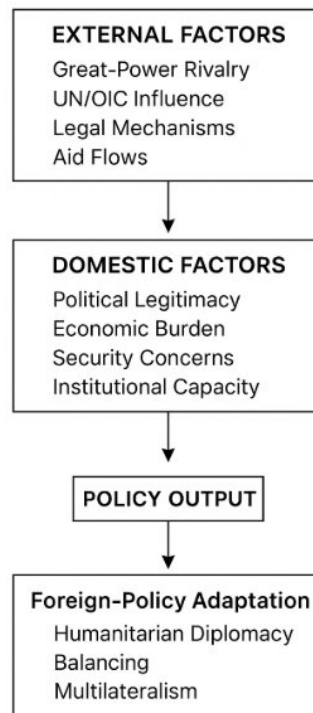 EXTERNAL FACTORS
Great-Power Rivalry
UN/OIC Influence
Legal Mechanisms
Aid Flows
DOMESTIC FACTORS
Political Legitimacy
Economic Burden
Security Concerns
Institutional Capacity
POLICY OUTPUT
Foreign-Policy Adaptation
Humanitarian Diplomacy
Balancing
Multilateralism